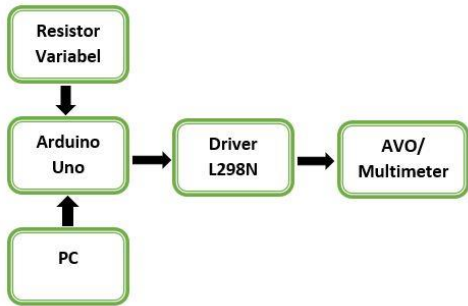 Resistor
Variabel
Arduino
Uno
Driver
L298N
AVO/
Multimeter
PC